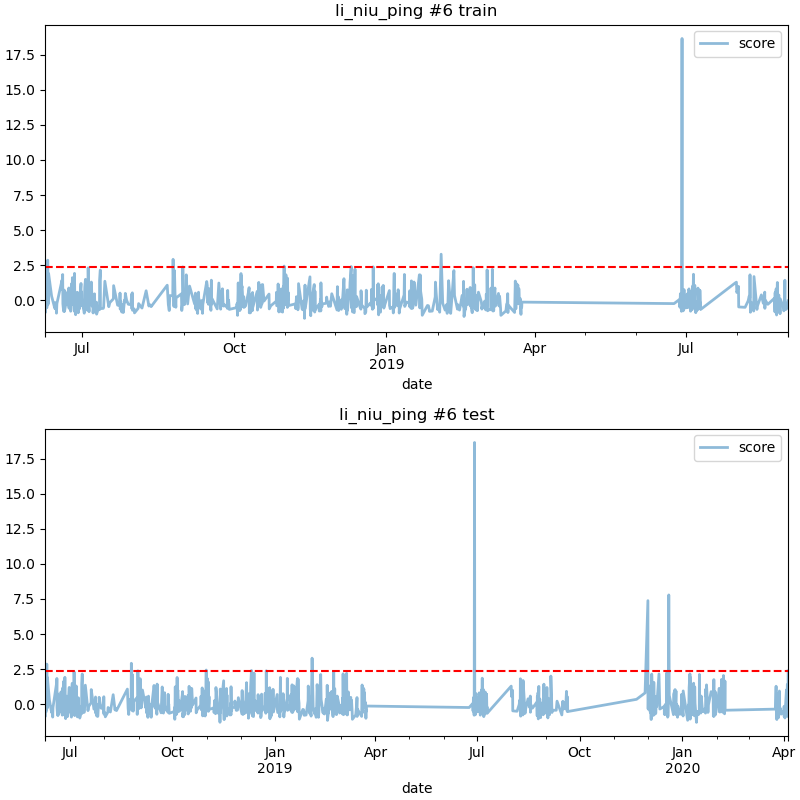 li_niu_ping #6 train
score
17.5
15.0
12.5
10.0
7.5
5.0
2.5
0.0
Jul Oct Jan Apr Jul
2019
date
li_niu_ping #6 test
score
17.5
15.0
12.5
10.0
7.5
5.0
2.5
0.0
Jul Oct Jan Apr Jul Oct Jan Apr
2019 2020
date